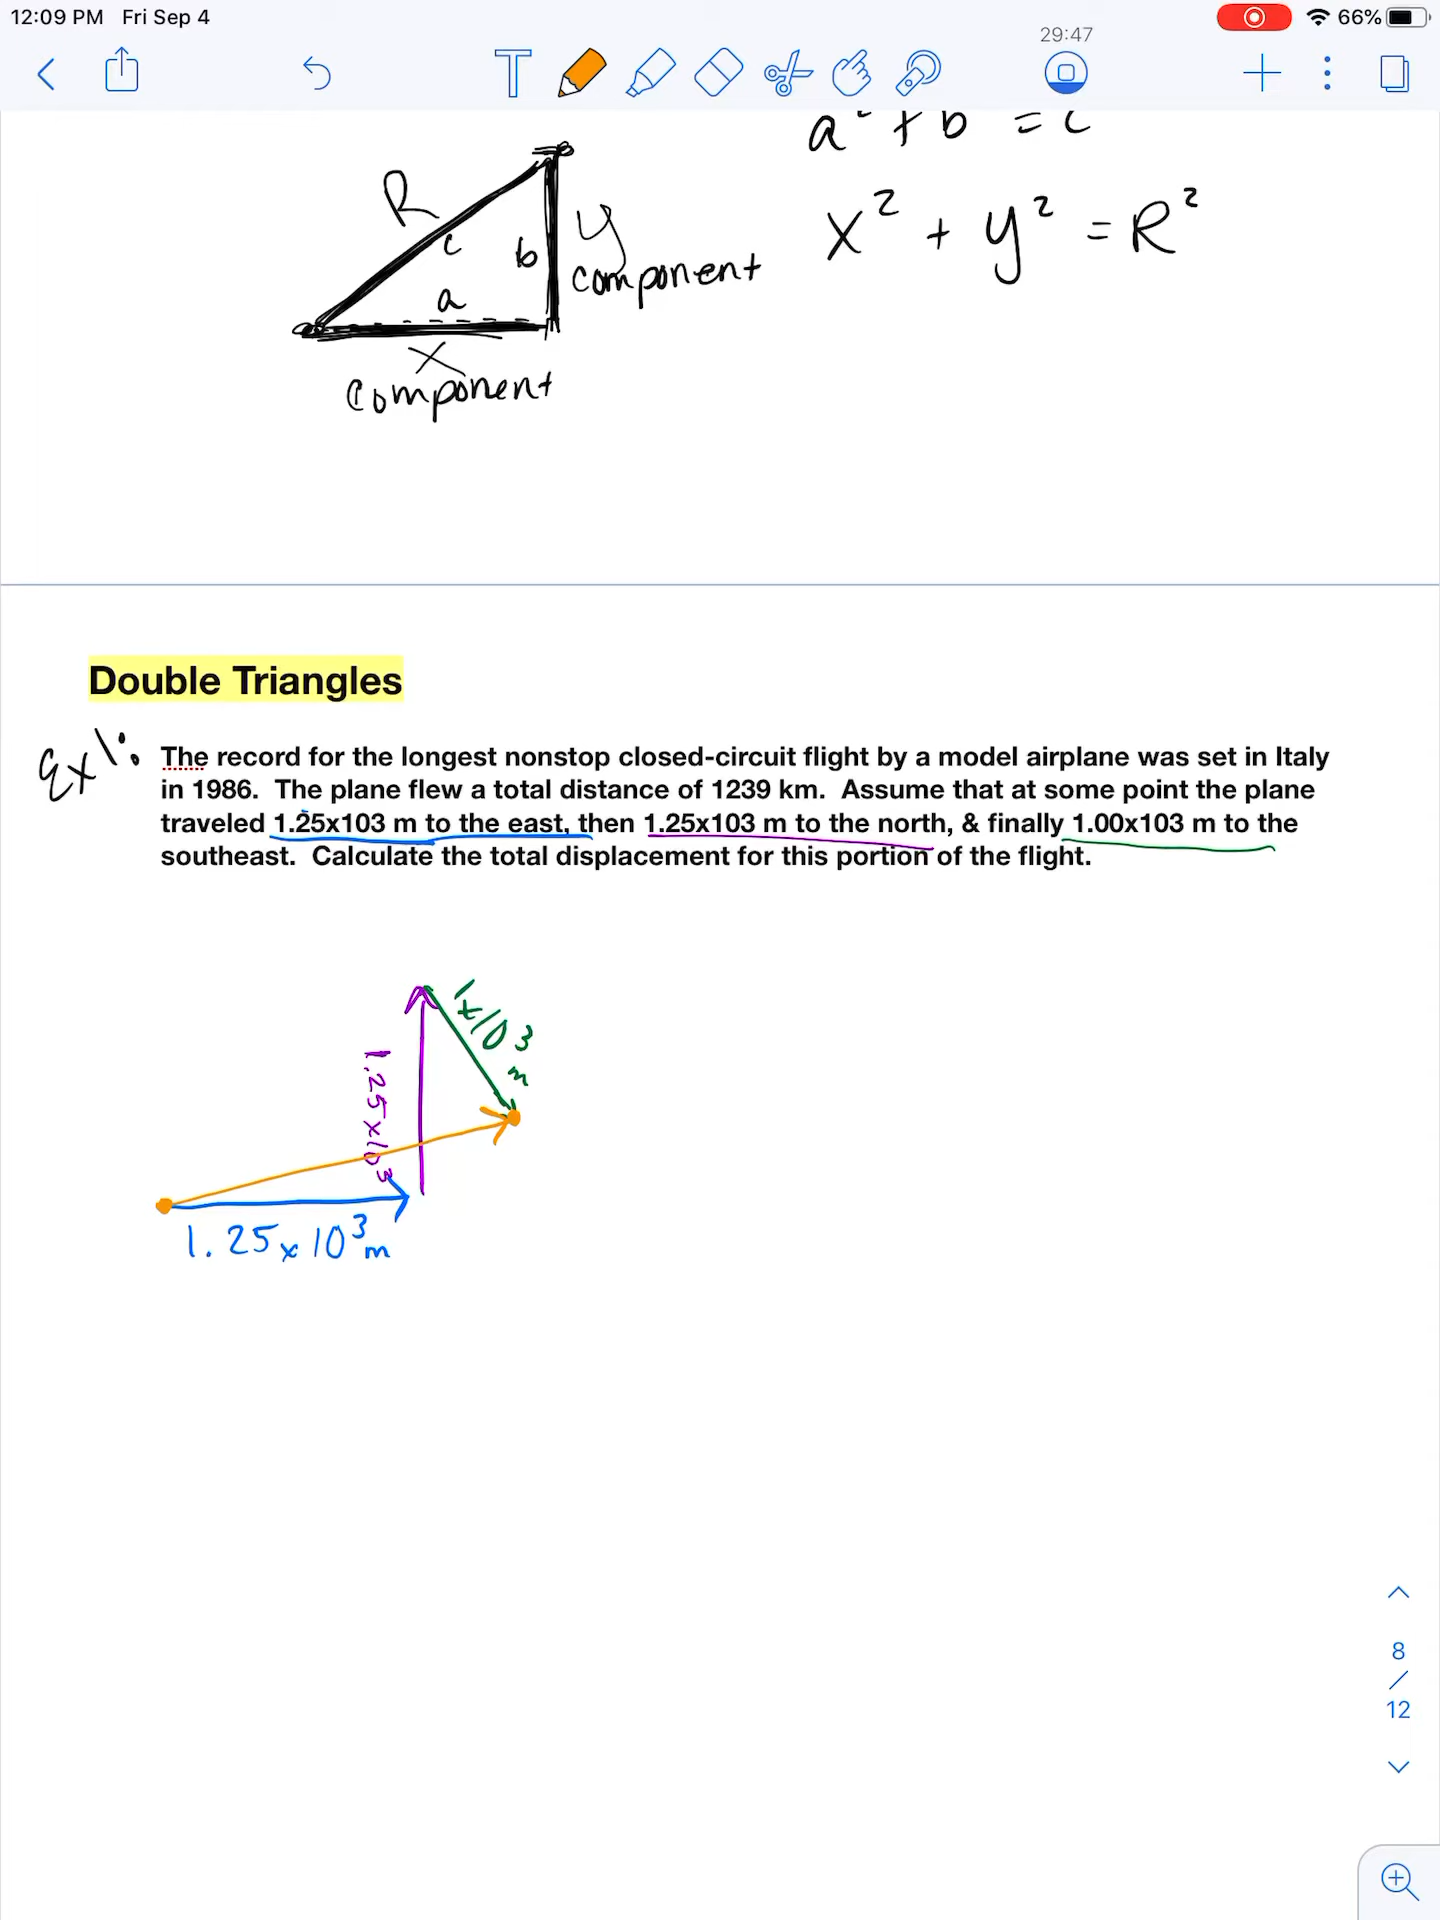 12:09 PM Fri Sep 4
66%
29:47
T
a² + b = c
R
c
b
y
component
a
x
component
x² + y² = R²
Double Triangles
Ex1:
The record for the longest nonstop closed-circuit flight by a model airplane was set in Italy
in 1986. The plane flew a total distance of 1239 km. Assume that at some point the plane
traveled 1.25x103 m to the east, then 1.25x103 m to the north, & finally 1.00x103 m to the
southeast. Calculate the total displacement for this portion of the flight.
1x10³ m
1.25x10³
1.25x10³ m
8
/
12